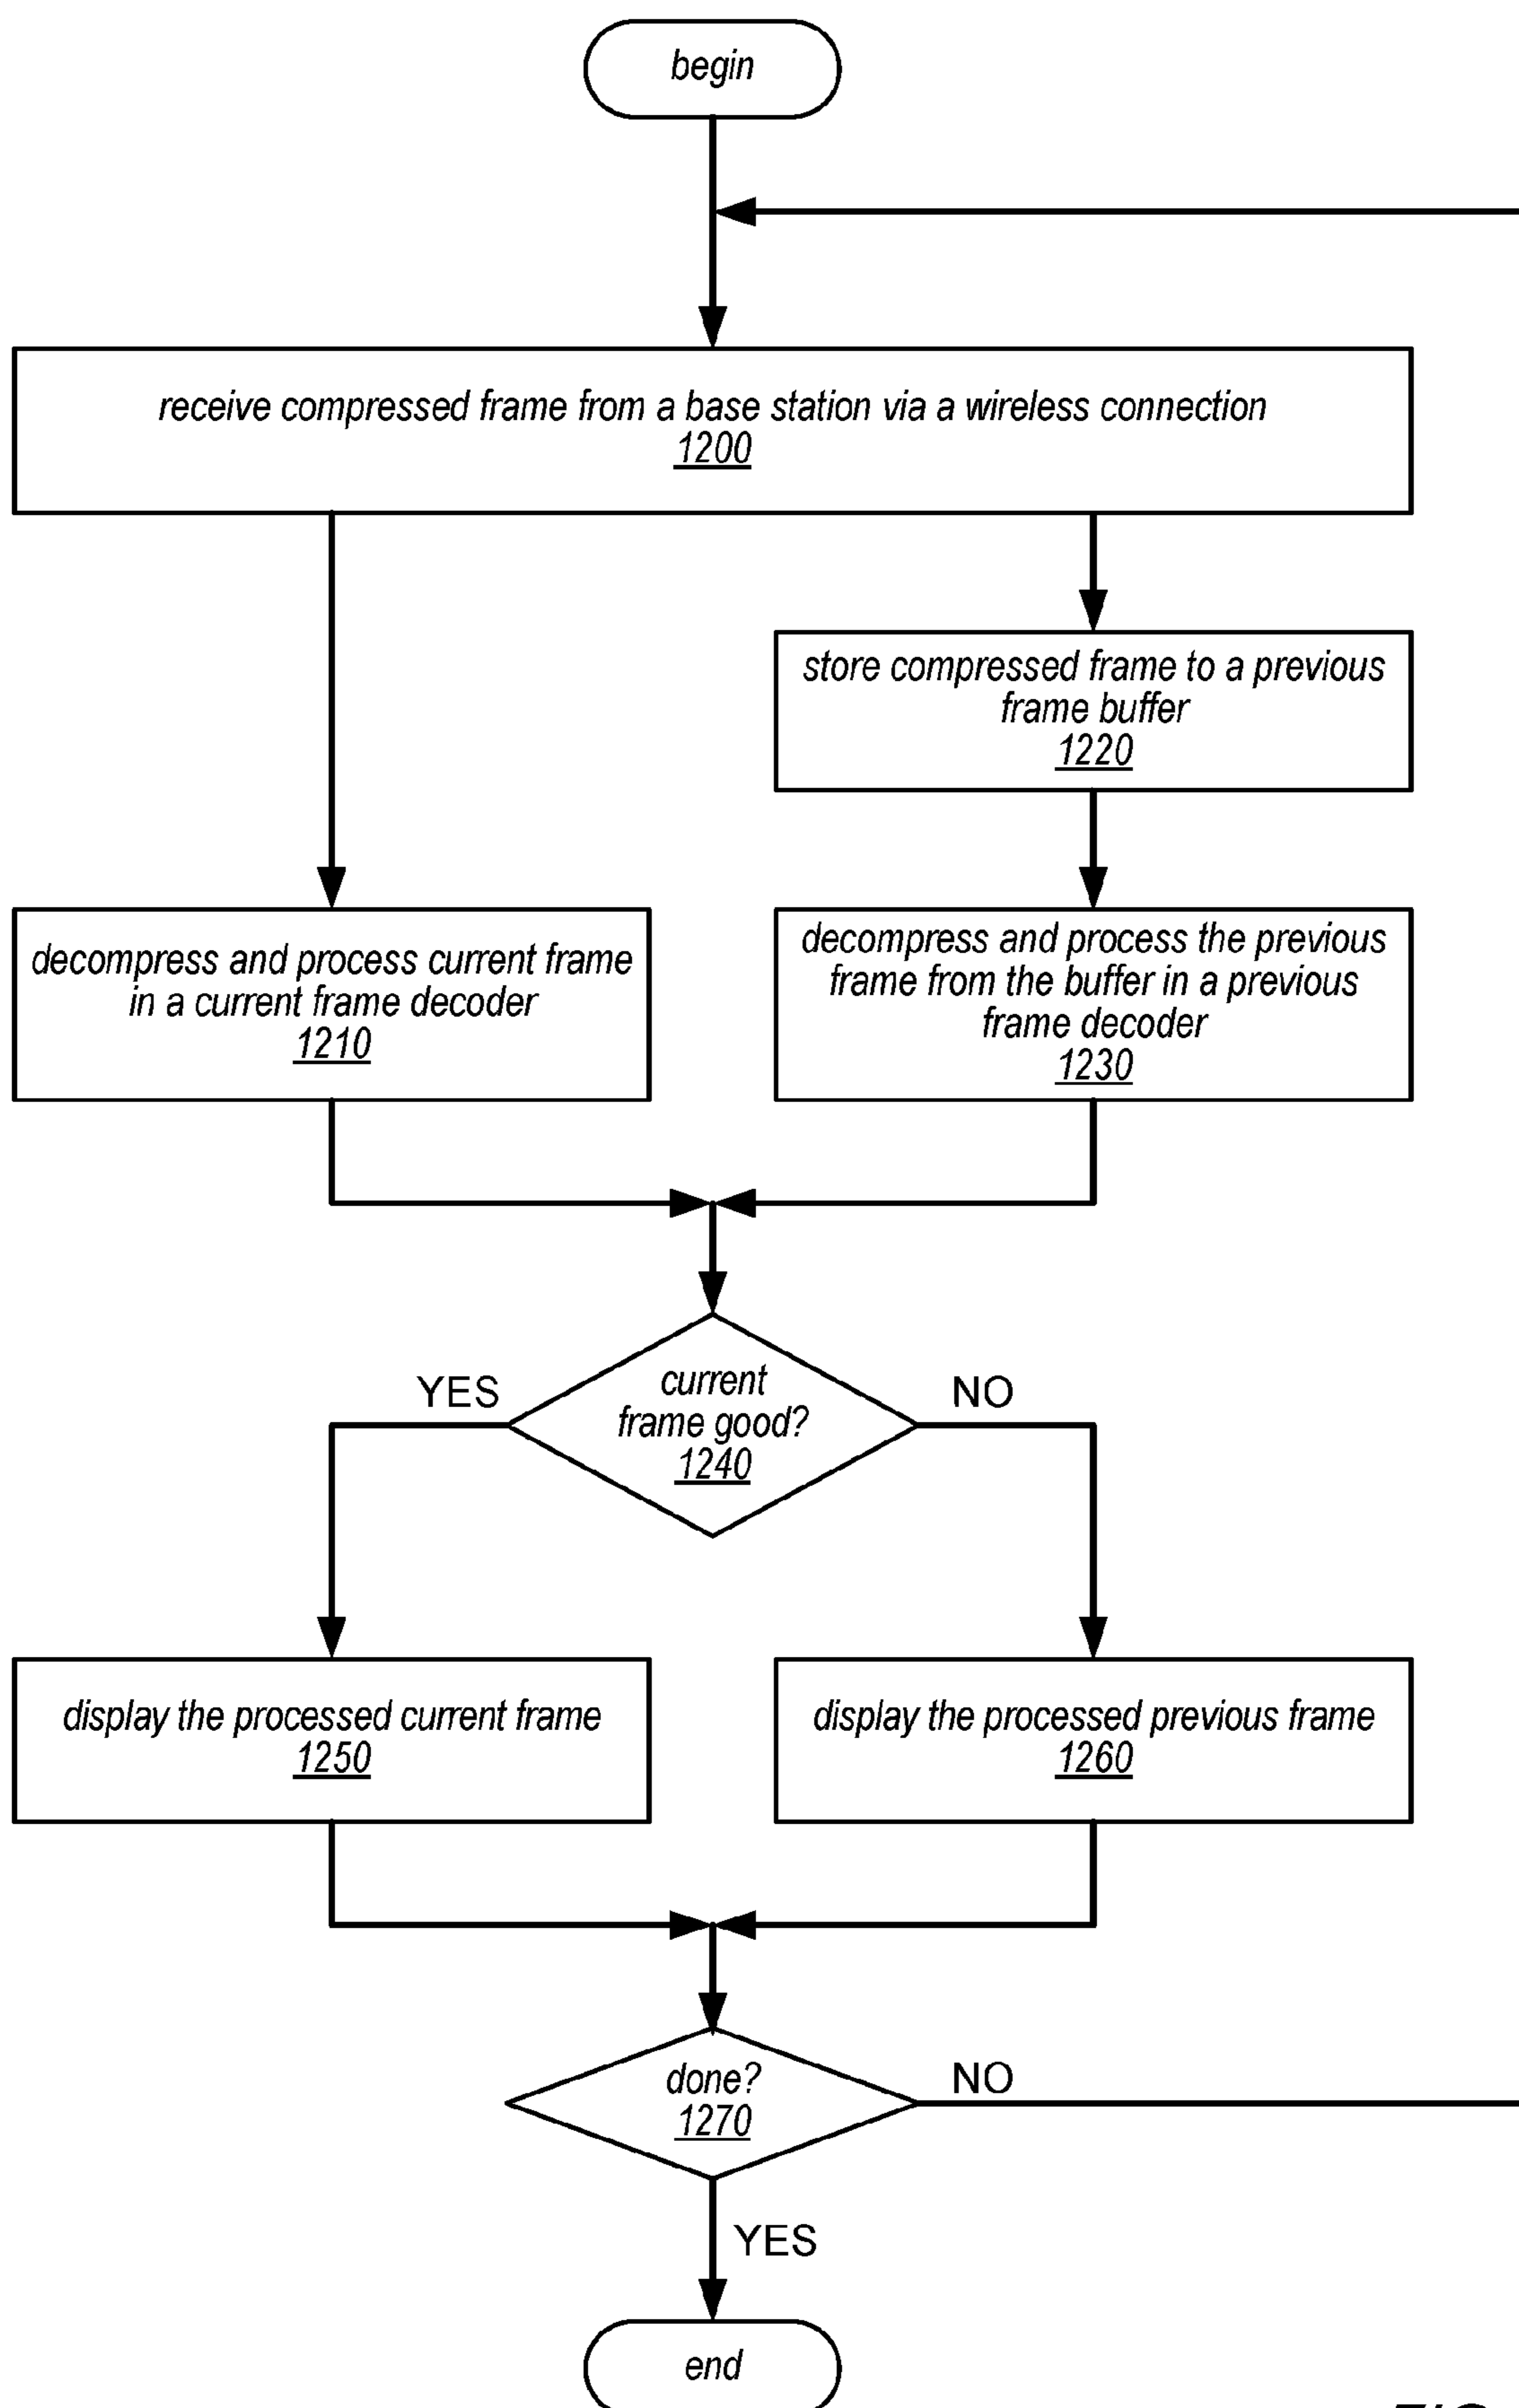 begin
receive compressed frame from a base station via a wireless connection
1200
store compressed frame to a previous
frame buffer
1220
decompress and process current frame
in a current frame decoder
1210
decompress and process the previous
frame from the buffer in a previous
frame decoder
1230
YES
current
frame good?
1240
NO
display the processed current frame
1250
display the processed previous frame
1260
done?
1270
NO
YES
end